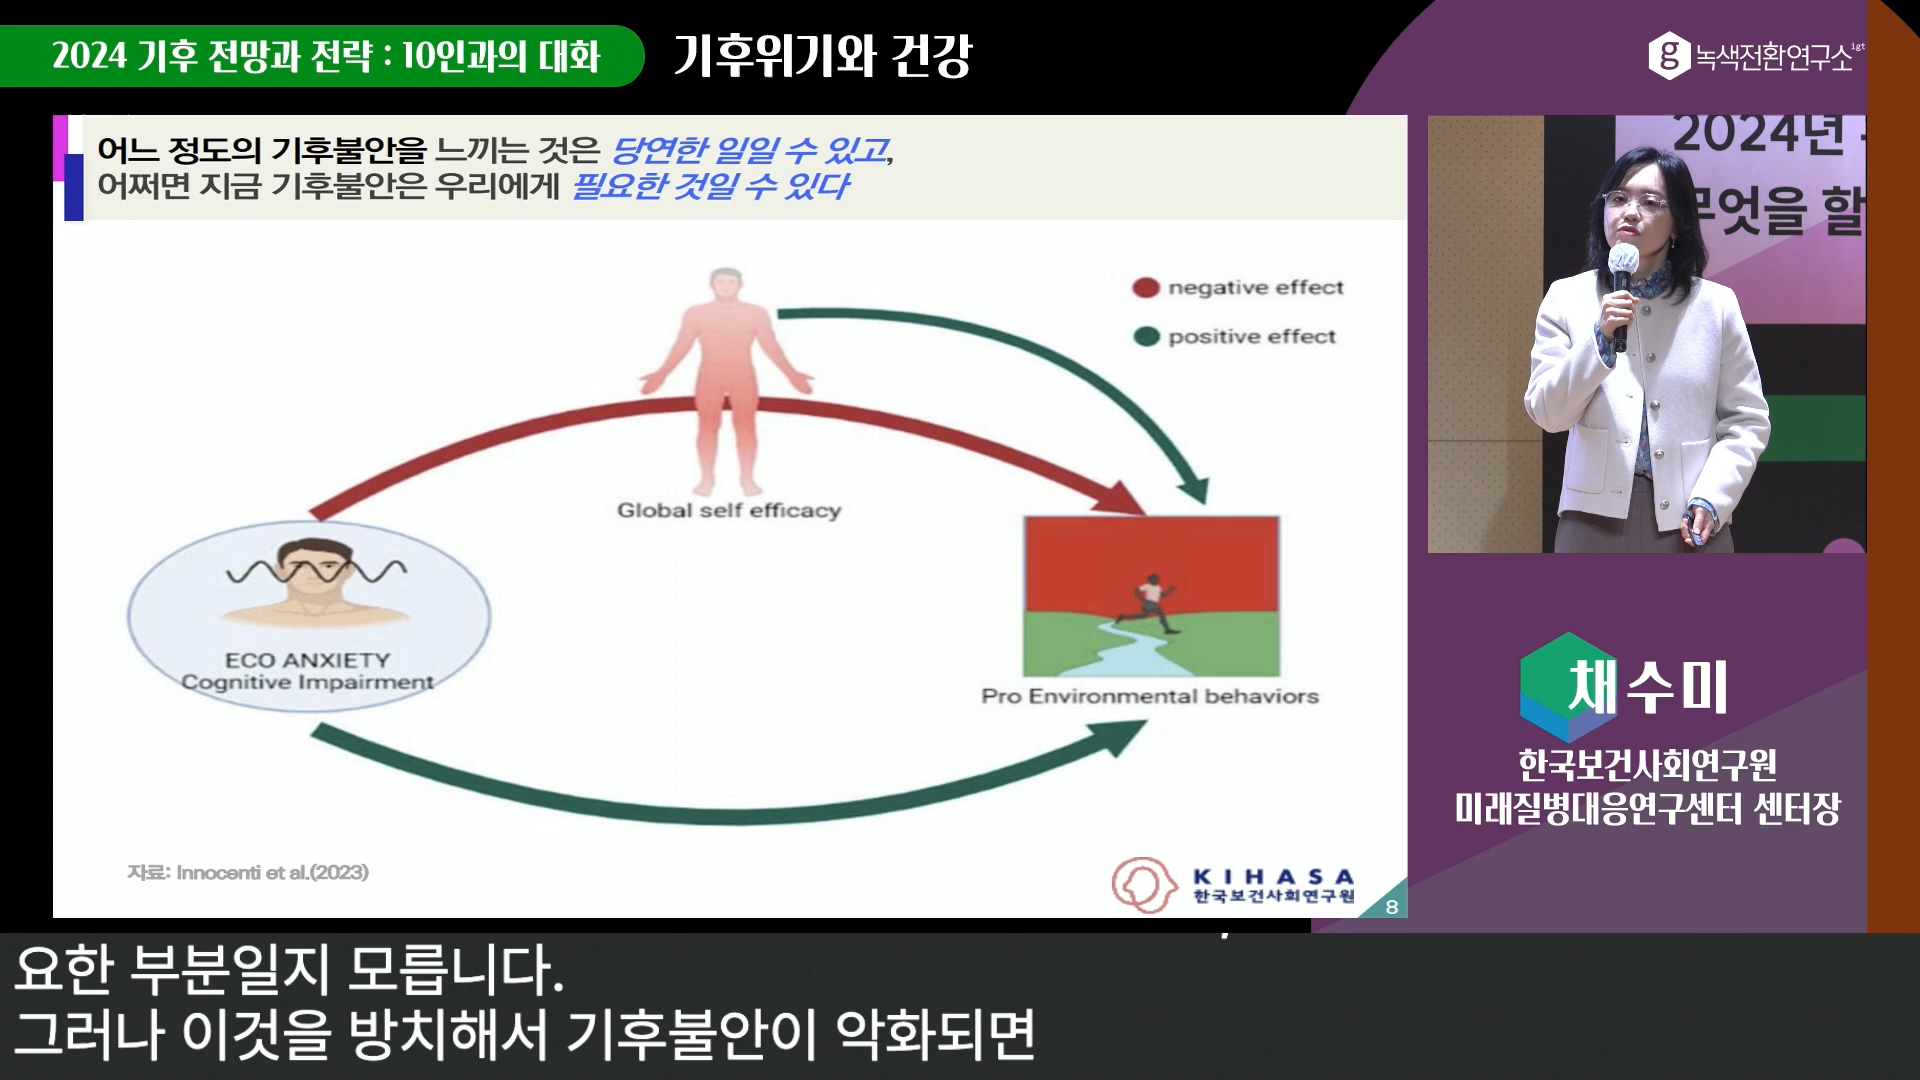 2024 기후 전망과 전략 : 10인과의 대화
기후위기와 건강
g 녹색전환연구소 igt
어느 정도의 기후불안을 느끼는 것은 당연한 일일 수 있고,
어쩌면 지금 기후불안은 우리에게 필요한 것일 수 있다
negative effect
positive effect
Global self efficacy
ECO ANXIETY
Cognitive Impairment
Pro Environmental behaviors
자료: Innocenti et al.(2023)
KIHASA
한국보건사회연구원
8
2024년
무엇을 할
채수미
한국보건사회연구원
미래질병대응연구센터 센터장
요한 부분일지 모릅니다.
그러나 이것을 방치해서 기후불안이 악화되면